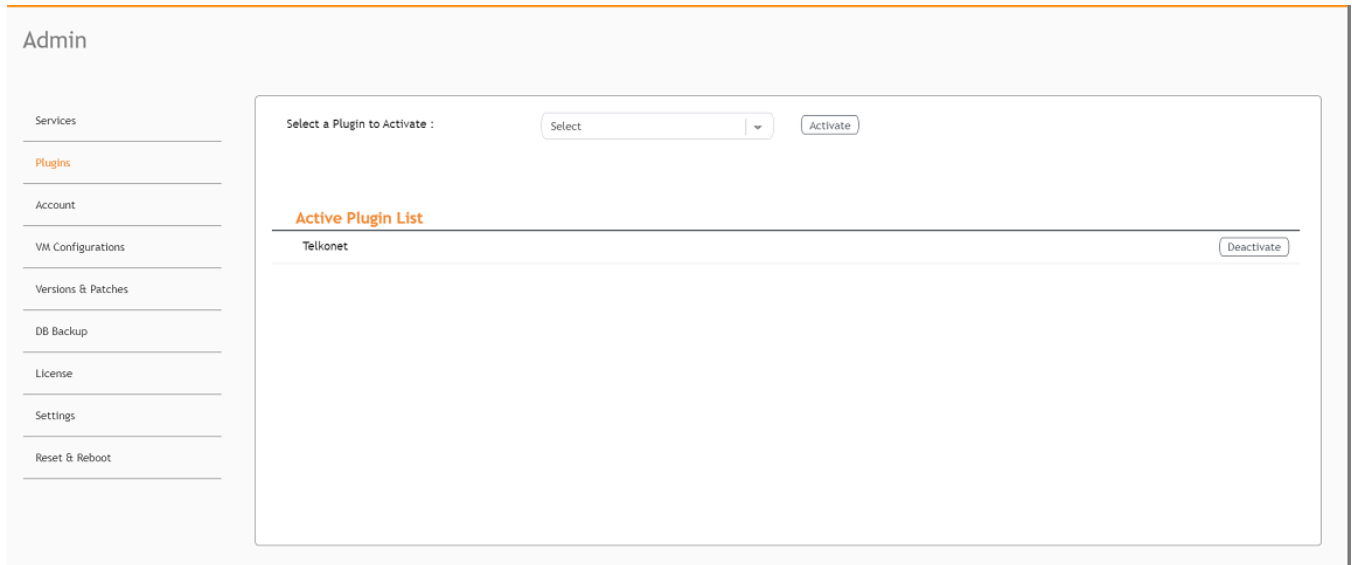 Admin
Services
Plugins
Account
VM Configurations
Versions & Patches
DB Backup
License
Settings
Reset & Reboot
Select a Plugin to Activate : Select Activate
Active Plugin List
Telkonet Deactivate